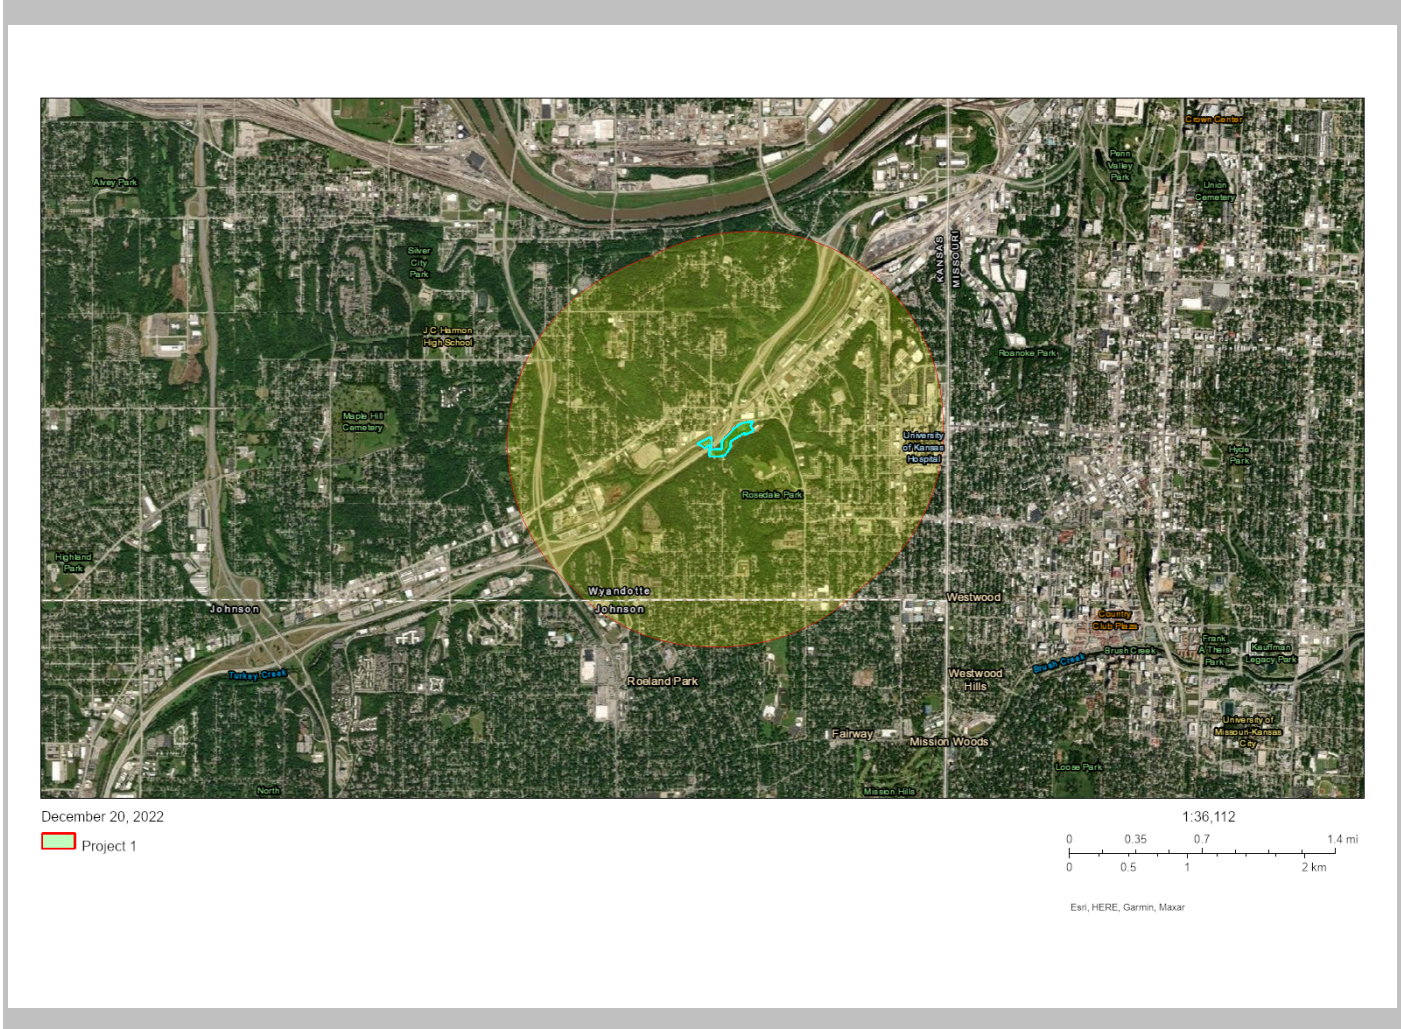 Crown Center
Penn
Valley
Park
Alvey Park
Union
Cemetery
Silver
City
Park
KANSAS
MISSOURI
J C Harmon
High School
Roanoke Park
Maple Hill
Cemetery
University
of Kansas
Hospital
Hyde
Park
Rosedale Park
Highland
Park
Wyandotte
Johnson
Johnson
Westwood
Country
Club Plaza
Frank
A Theis
Park
Kauffman
Legacy Park
Brush Creek
Brush Creek
Turkey Creek
Roeland Park
Westwood
Hills
University of
Missouri-Kansas
City
Fairway
Mission Woods
Loose Park
North
Mission Hills
December 20, 2022
Project 1
1:36,112
0 0.35 0.7 1.4 mi
0 0.5 1 2 km
Esri, HERE, Garmin, Maxar